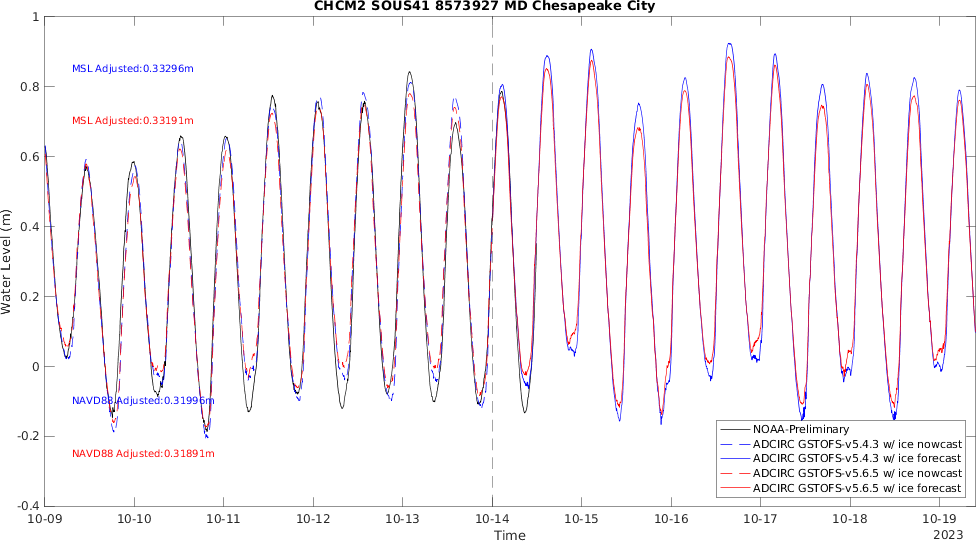 CHCM2 SOUS41 8573927 MD Chesapeake City
1
0.8
0.6
0.4
0.2
0
-0.2
-0.4
Water Level (m)
MSL Adjusted:0.33296m
MSL Adjusted:0.33191m
NAVD88 Adjusted:0.31996m
NAVD88 Adjusted:0.31891m
NOAA-Preliminary
ADCIRC GSTOFS-v5.4.3 w/ ice nowcast
ADCIRC GSTOFS-v5.4.3 w/ ice forecast
ADCIRC GSTOFS-v5.6.5 w/ ice nowcast
ADCIRC GSTOFS-v5.6.5 w/ ice forecast
10-09 10-10 10-11 10-12 10-13 10-14 10-15 10-16 10-17 10-18 10-19
Time
2023